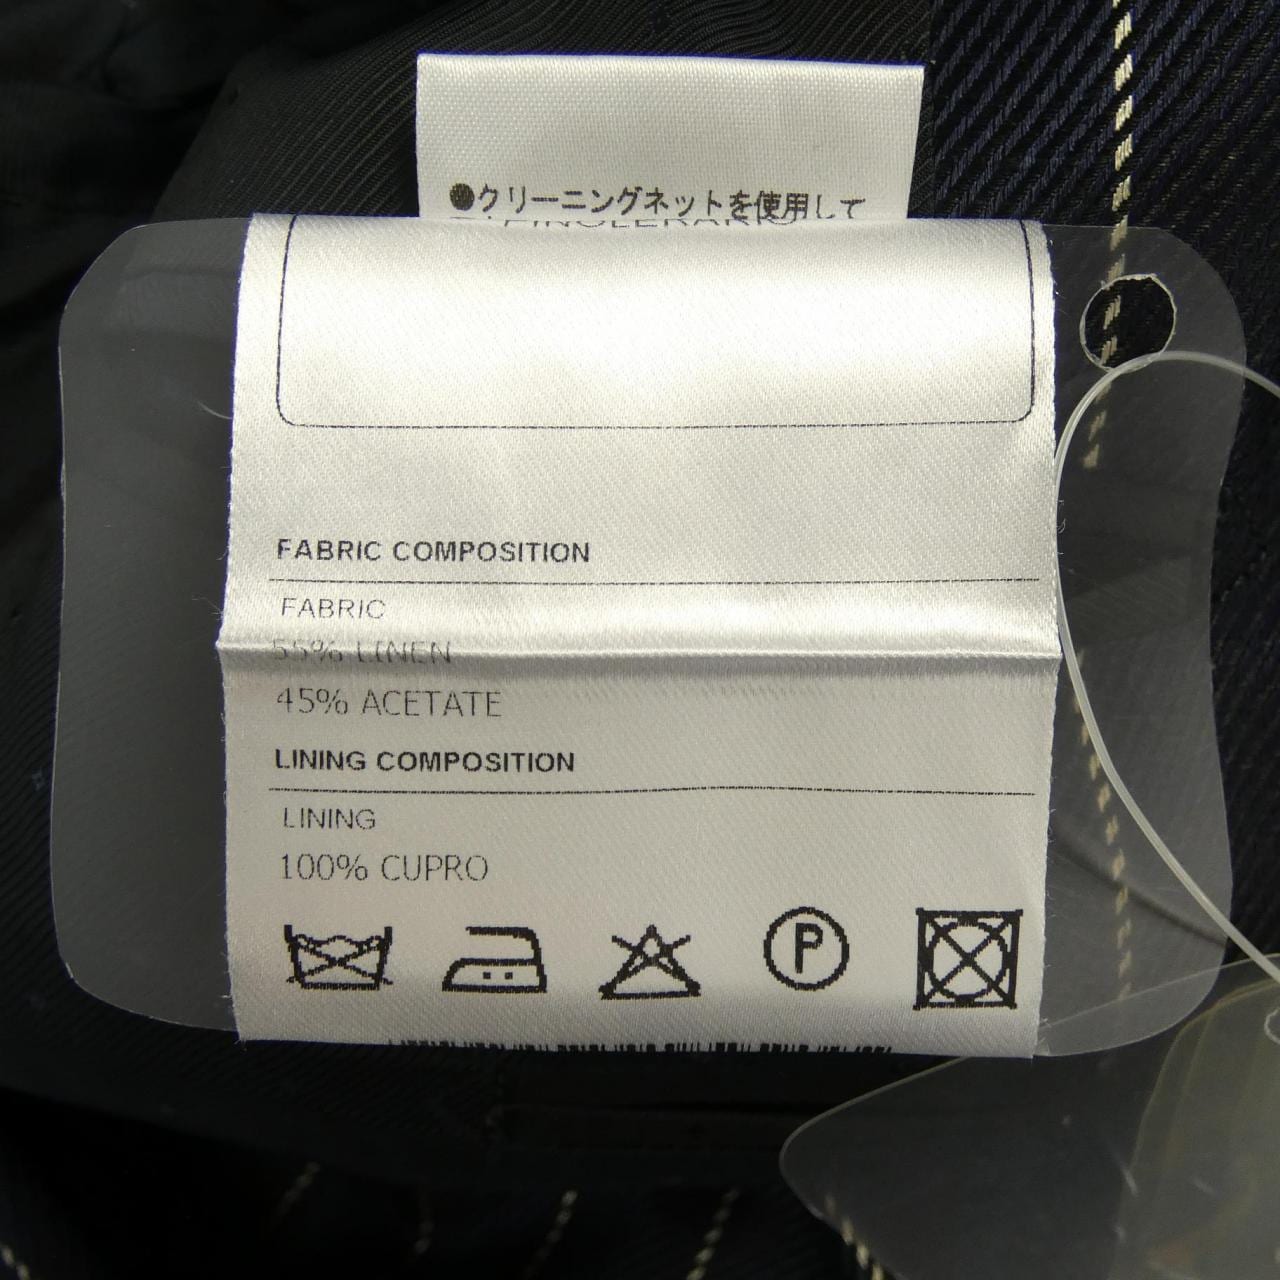 ●クリーニングネットを使用して
FABRIC COMPOSITION
FABRIC
55% LINEN
45% ACETATE
LINING COMPOSITION
LINING
100% CUPRO
P